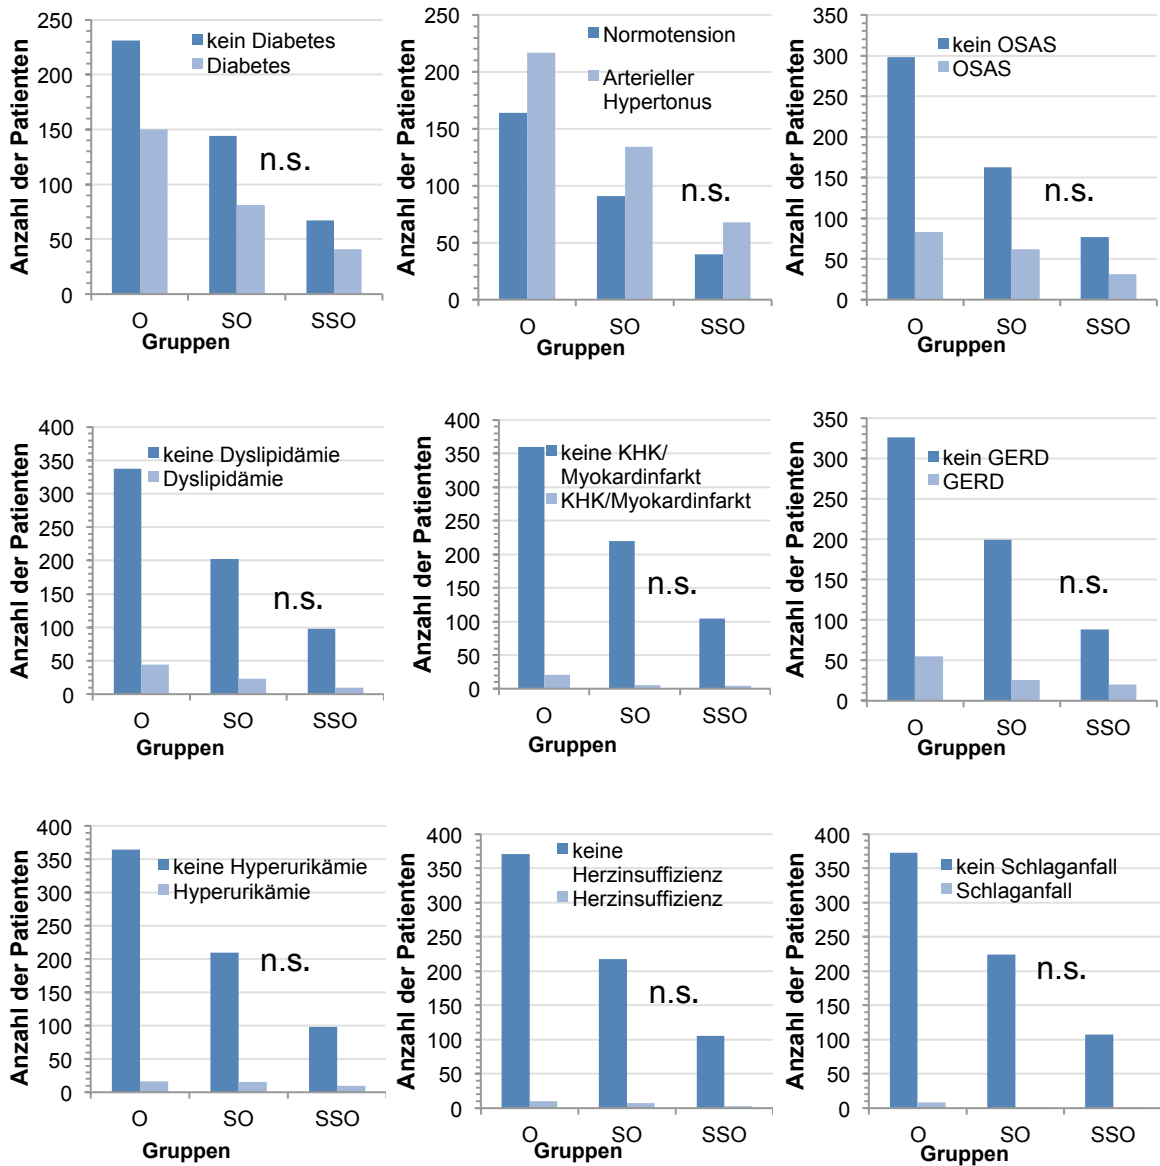 Anzahl der Patienten
250
200
150
100
50
0
kein Diabetes
Diabetes
n.s.
O SO SSO
Gruppen
Anzahl der Patienten
250
200
150
100
50
0
Normotension
Arterieller
Hypertonus
n.s.
O SO SSO
Gruppen
Anzahl der Patienten
350
300
250
200
150
100
50
0
kein OSAS
OSAS
n.s.
O SO SSO
Gruppen
Anzahl der Patienten
400
350
300
250
200
150
100
50
0
keine Dyslipidämie
Dyslipidämie
n.s.
O SO SSO
Gruppen
Anzahl der Patienten
400
350
300
250
200
150
100
50
0
keine KHK/
Myokardinfarkt
KHK/Myokardinfarkt
n.s.
O SO SSO
Gruppen
Anzahl der Patienten
350
300
250
200
150
100
50
0
kein GERD
GERD
n.s.
O SO SSO
Gruppen
Anzahl der Patienten
400
350
300
250
200
150
100
50
0
keine Hyperurikämie
Hyperurikämie
n.s.
O SO SSO
Gruppen
Anzahl der Patienten
400
350
300
250
200
150
100
50
0
keine
Herzinsuffizienz
Herzinsuffizienz
n.s.
O SO SSO
Gruppen
Anzahl der Patienten
400
350
300
250
200
150
100
50
0
kein Schlaganfall
Schlaganfall
n.s.
O SO SSO
Gruppen